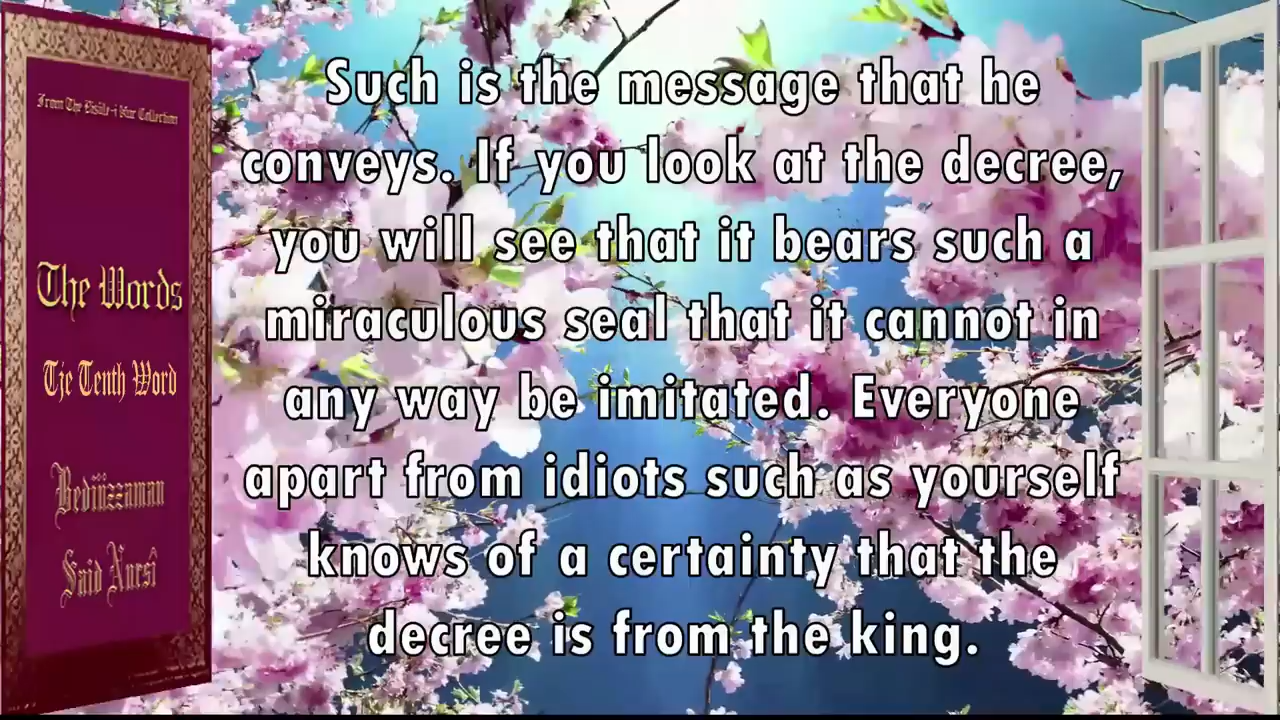 From The Risale-i Nur Collection
The Words
Tje Tenth Word
Bediüzzaman
Said Nursî
Such is the message that he
conveys. If you look at the decree,
you will see that it bears such a
miraculous seal that it cannot in
any way be imitated. Everyone
apart from idiots such as yourself
knows of a certainty that the
decree is from the king.